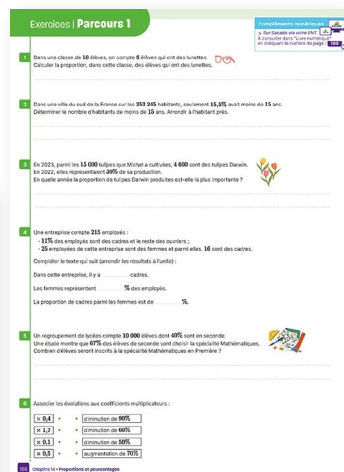 Exercices | Parcours 1
Compléments numériques
> Sur Sacado via votre ENT
À consulter dans "Livre numérique"
en indiquant le numéro de page : 156
1 Dans une classe de 18 élèves, on compte 6 élèves qui ont des lunettes.
Calculer la proportion, dans cette classe, des élèves qui ont des lunettes.
2 Dans une ville du sud de la France sur les 353 245 habitants, seulement 15,5% avait moins de 15 ans.
Déterminer le nombre d'habitants de moins de 15 ans. Arrondir à l'habitant près.
3 En 2023, parmi les 15 000 tulipes que Michel a cultivées, 4 600 sont des tulipes Darwin.
En 2022, elles représentaient 30% de sa production.
En quelle année la proportion de tulipes Darwin produites est-elle la plus importante ?
4 Une entreprise compte 215 employés :
- 11% des employés sont des cadres et le reste des ouvriers ;
- 25 employées de cette entreprise sont des femmes et parmi elles, 16 sont des cadres.
Compléter le texte qui suit (arrondir les résultats à l'unité) :
Dans cette entreprise, il y a cadres.
Les femmes représentent % des employés.
La proportion de cadres parmi les femmes est de %.
5 Un regroupement de lycées compte 10 000 élèves dont 40% sont en seconde.
Une étude montre que 67% des élèves de seconde vont choisir la spécialité Mathématiques.
Combien d'élèves seront inscrits à la spécialité Mathématiques en Première ?
6 Associer les évolutions aux coefficients multiplicateurs :
× 0,4 • • diminution de 90%
× 1,7 • • diminution de 60%
× 0,1 • • diminution de 50%
× 0,5 • • augmentation de 70%
156 Chapitre 14 • Proportions et pourcentages